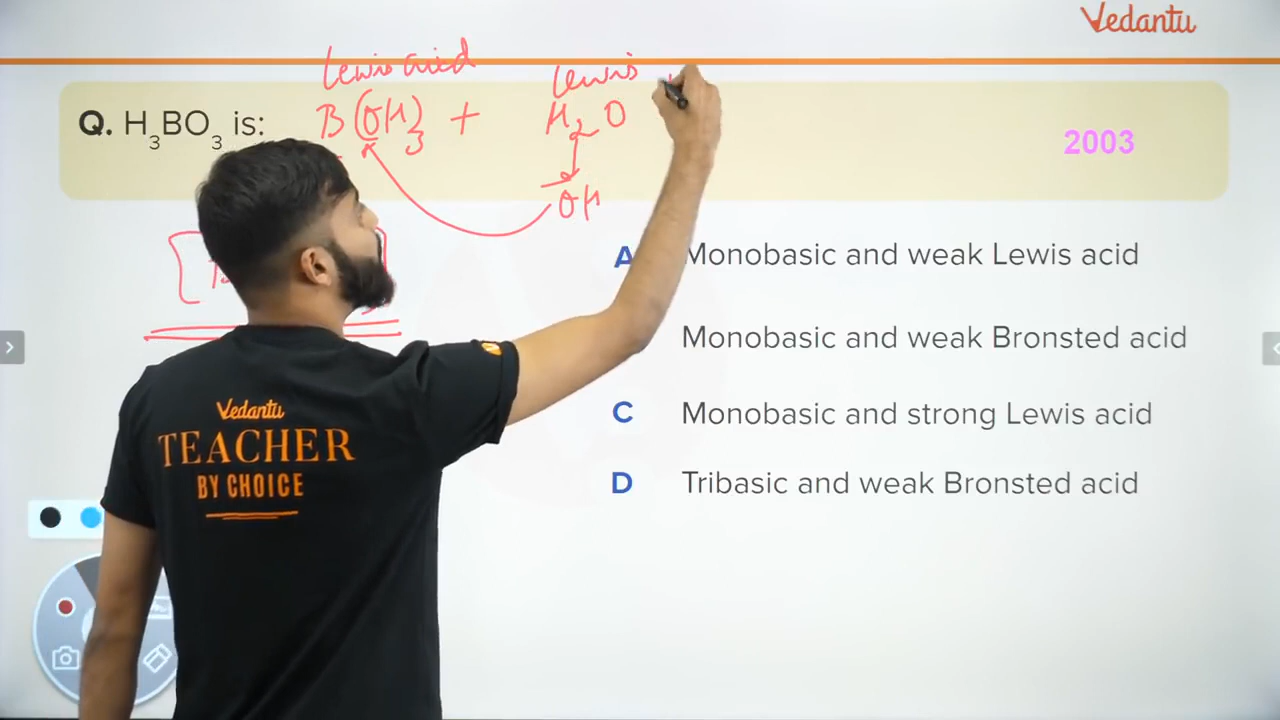 Vedantu
Lewis acid Lewis
Q. H₃BO₃ is: B(OH)₃ + H₂O
2003
OH
A Monobasic and weak Lewis acid
Monobasic and weak Bronsted acid
C Monobasic and strong Lewis acid
D Tribasic and weak Bronsted acid
Vedantu
TEACHER
BY CHOICE